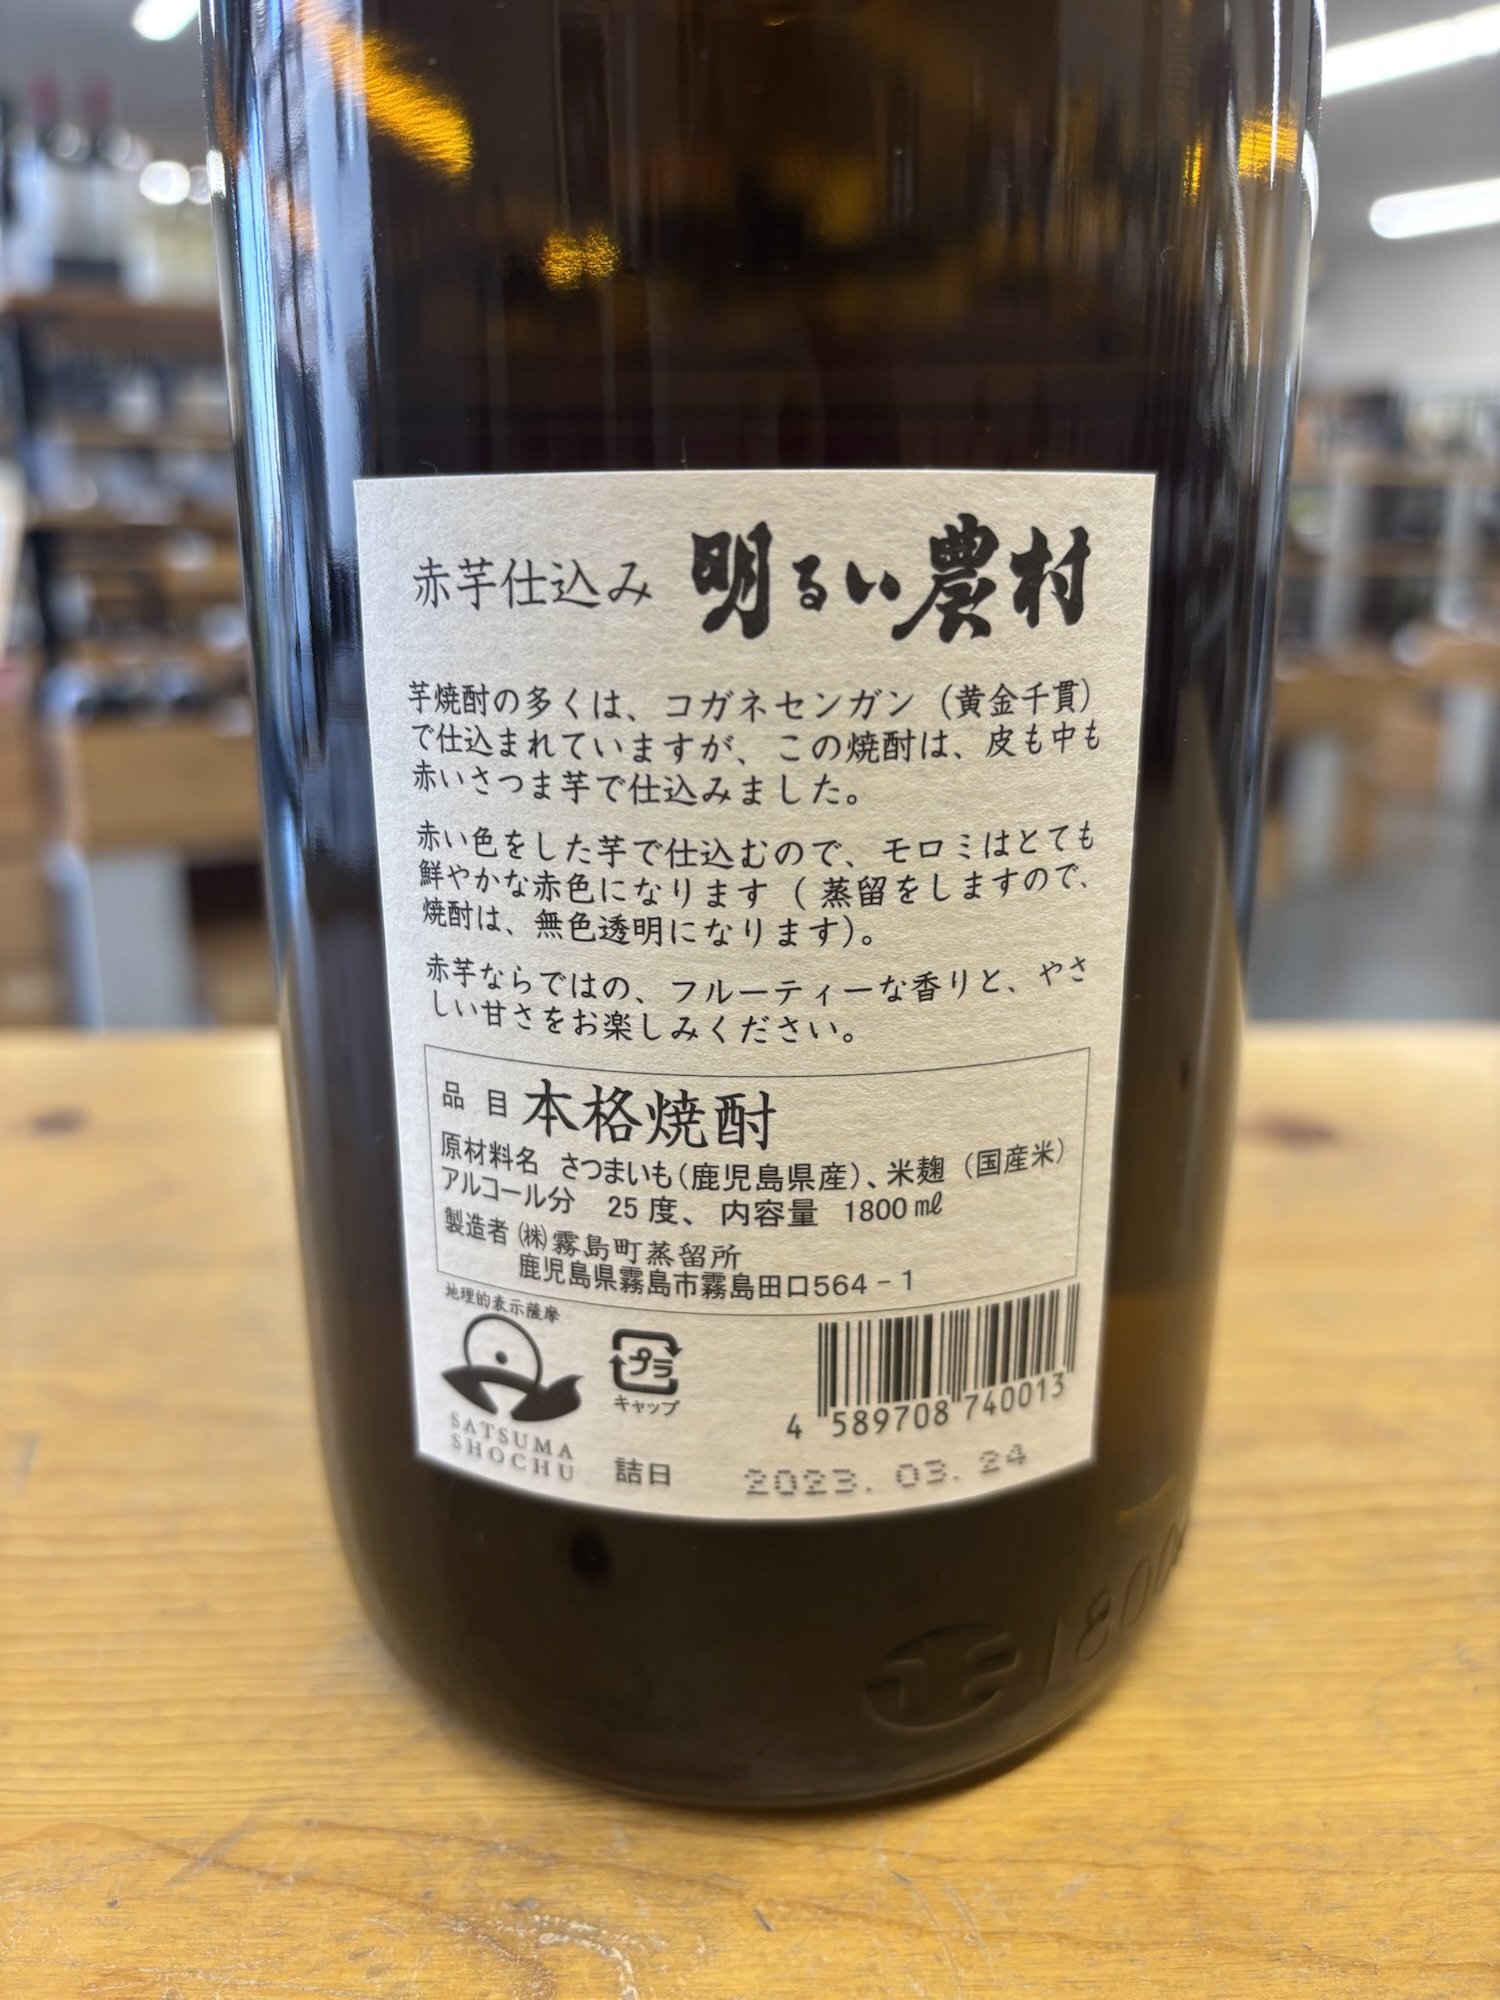 赤芋仕込み 明るい農村
芋焼酎の多くは、コガネセンガン（黄金千貫）
で仕込まれていますが、この焼酎は、皮も中も
赤いさつま芋で仕込みました。
赤い色をした芋で仕込むので、モロミはとても
鮮やかな赤色になります（蒸留をしますので、
焼酎は、無色透明になります）。
赤芋ならではの、フルーティーな香りと、やさ
しい甘さをお楽しみください。
品目 本格焼酎
原材料名 さつまいも（鹿児島県産）、米麹（国産米）
アルコール分 25度、内容量 1800㎖
製造者 ㈱霧島町蒸留所
鹿児島県霧島市霧島田口564-1
地理的表示薩摩
SATSUMA
SHOCHU
プラ
キャップ
4 589708 740013
詰日 2023.03.24
1800